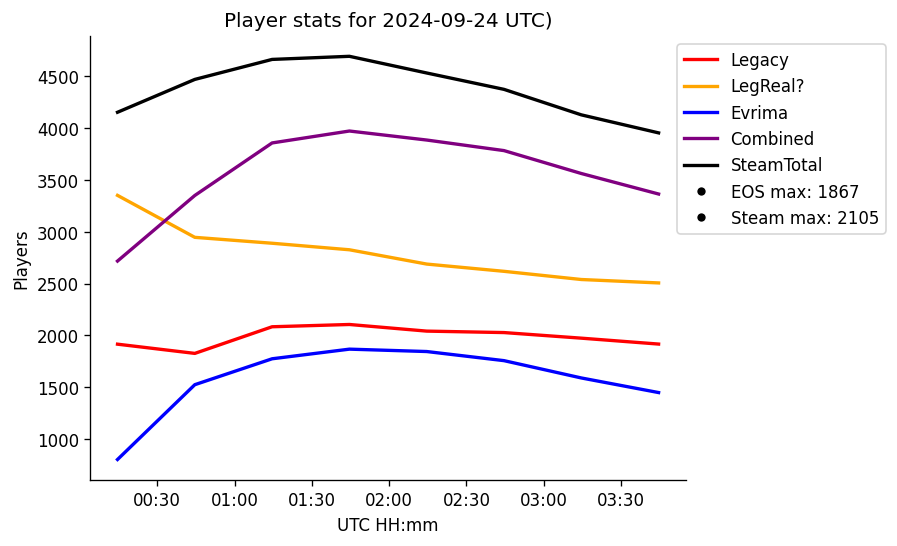 Player stats for 2024-09-24 UTC)
Players
4500
4000
3500
3000
2500
2000
1500
1000
00:30 01:00 01:30 02:00 02:30 03:00 03:30
UTC HH:mm
Legacy
LegReal?
Evrima
Combined
SteamTotal
EOS max: 1867
Steam max: 2105